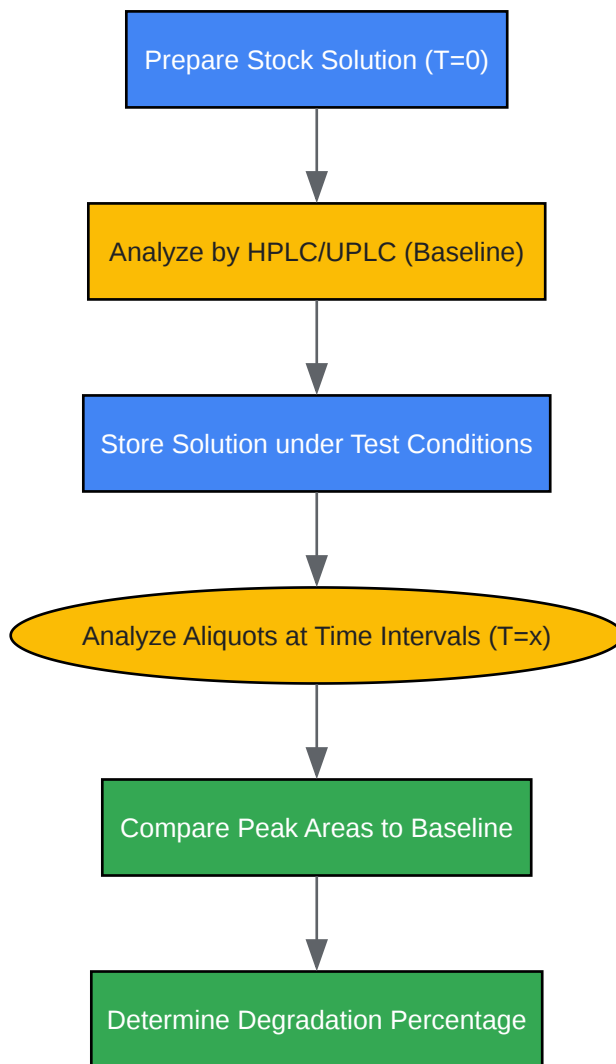 Prepare Stock Solution (T=0)
Analyze by HPLC/UPLC (Baseline)
Store Solution under Test Conditions
Analyze Aliquots at Time Intervals (T=x)
Compare Peak Areas to Baseline
Determine Degradation Percentage